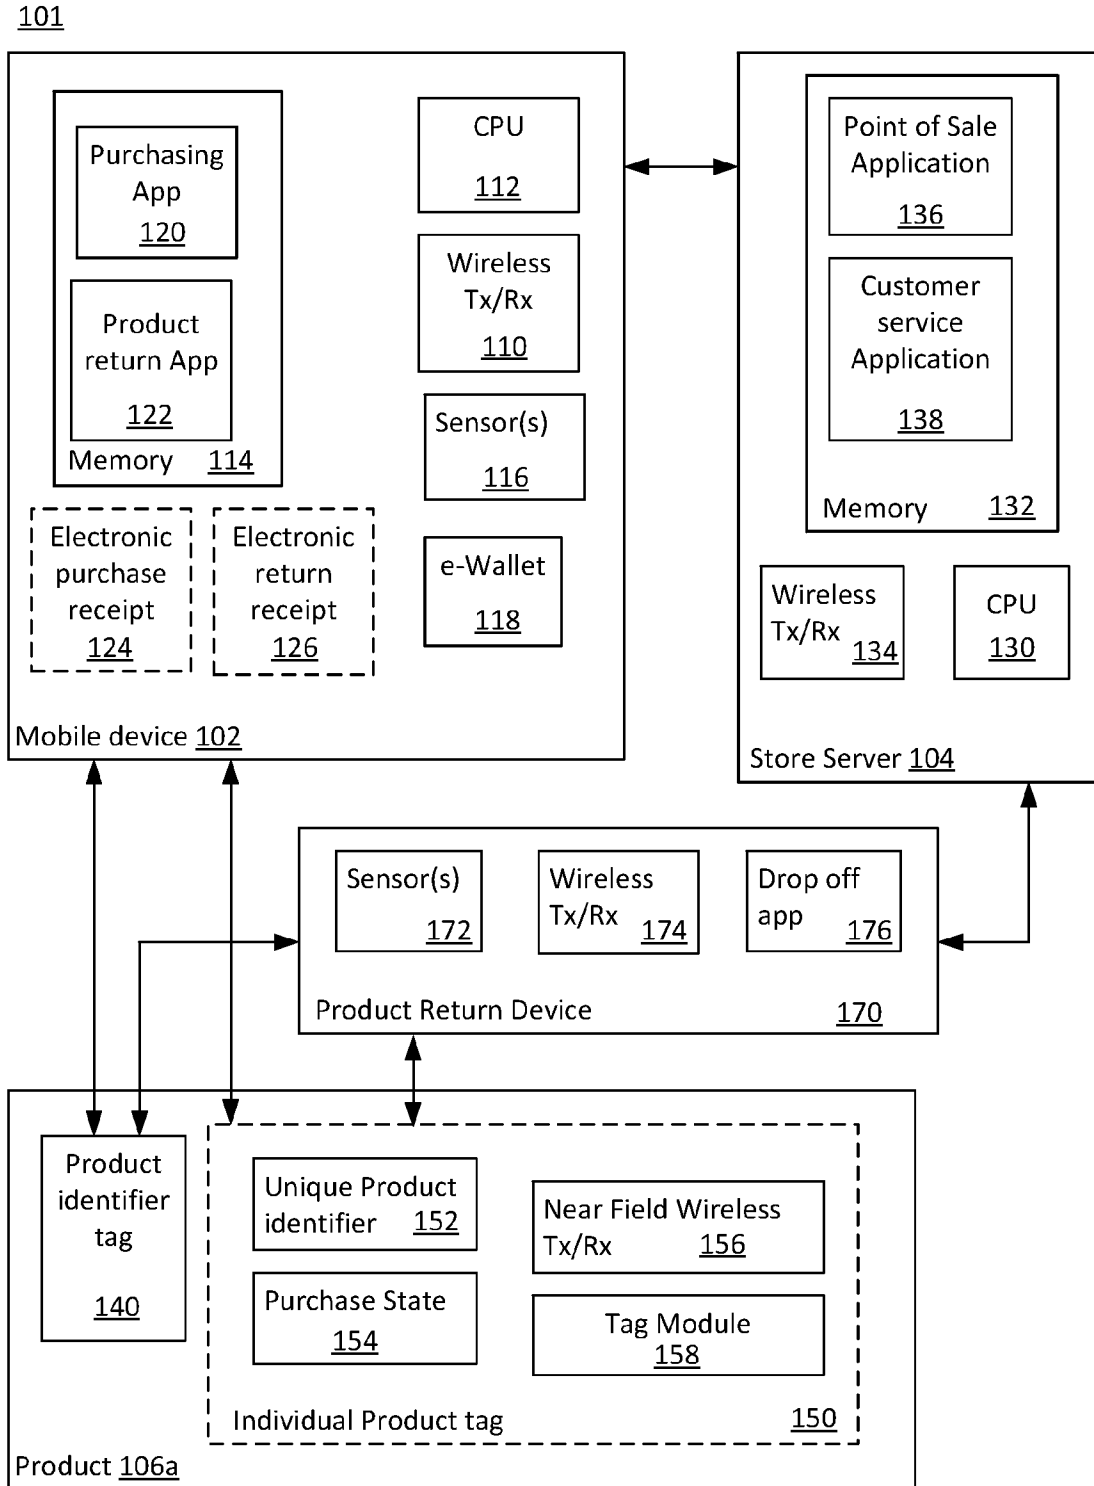 101
Purchasing
App
120
Product
return App
122
Memory 114
CPU
112
Wireless
Tx/Rx
110
Sensor(s)
116
e-Wallet
118
Electronic
purchase
receipt
124
Electronic
return
receipt
126
Mobile device 102
Point of Sale
Application
136
Customer
service
Application
138
Memory 132
Wireless
Tx/Rx 134
CPU
130
Store Server 104
Sensor(s)
172
Wireless
Tx/Rx 174
Drop off
app 176
Product Return Device 170
Product
identifier
tag
140
Unique Product
identifier 152
Purchase State
154
Near Field Wireless
Tx/Rx 156
Tag Module
158
Individual Product tag 150
Product 106a